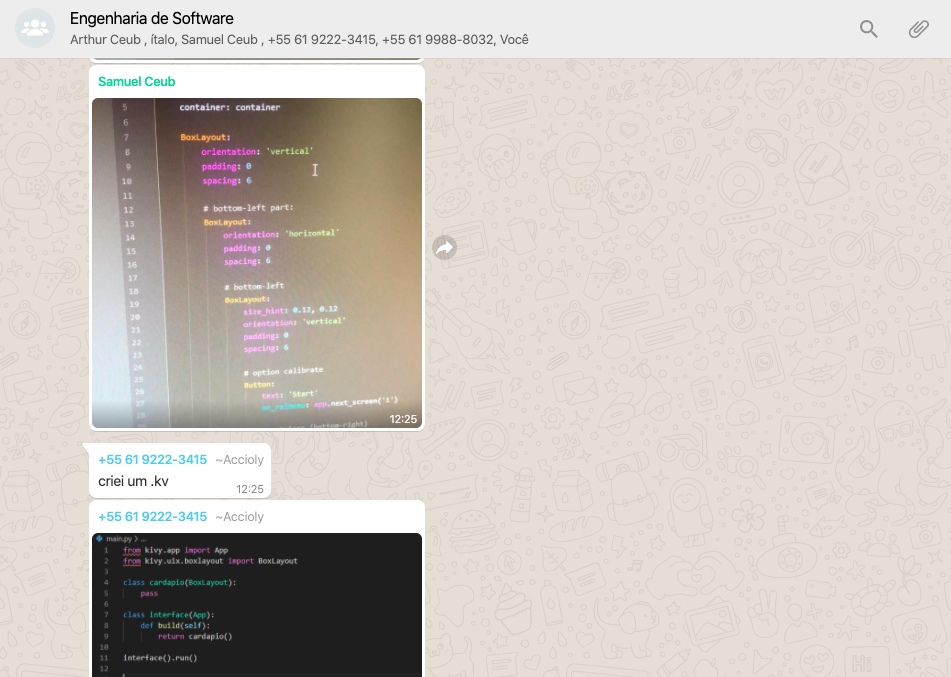 Engenharia de Software
Arthur Ceub , ítalo, Samuel Ceub , +55 61 9222-3415, +55 61 9988-8032, Você
Samuel Ceub
5 container: container
6
7 BoxLayout:
8 orientation: 'vertical'
9 padding: 0
10 spacing: 6
11
12 # bottom-left part:
13 BoxLayout:
14 orientation: 'horizontal'
15 padding: 0
16 spacing: 6
17
18 # bottom-left
19 BoxLayout:
20 size_hint: 0.12, 0.12
21 orientation: 'vertical'
22 padding: 0
23 spacing: 6
24
25 # option calibrate
26 Button:
27 text: 'Start'
28 on_release: app.next_screen('1')
(bottom-right)
12:25
+55 61 9222-3415 ~Accioly
criei um .kv
12:25
+55 61 9222-3415 ~Accioly
main.py > ...
1 from kivy.app import App
2 from kivy.uix.boxlayout import BoxLayout
3
4 class cardapio(BoxLayout):
5 pass
6
7 class interface(App):
8 def build(self):
9 return cardapio()
10
11 interface().run()
12